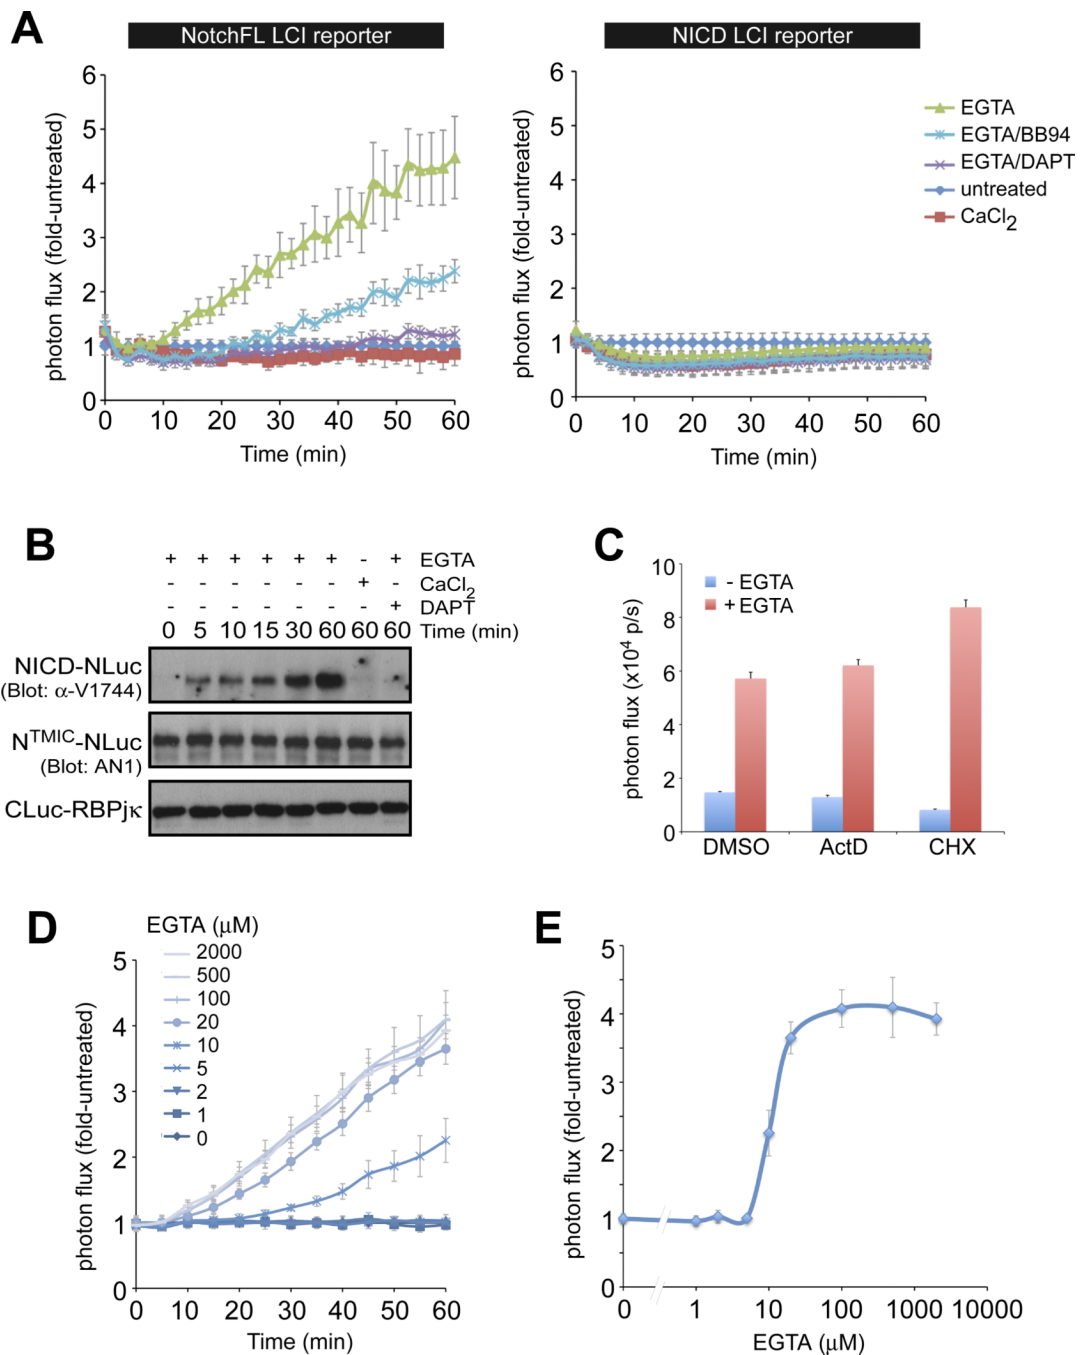 A
NotchFL LCI reporter
NICD LCI reporter
photon flux (fold-untreated)
6
5
4
3
2
1
0
0 10 20 30 40 50 60
Time (min)
photon flux (fold-untreated)
6
5
4
3
2
1
0
0 10 20 30 40 50 60
Time (min)
EGTA
EGTA/BB94
EGTA/DAPT
untreated
CaCl2
B
+ + + + + + - + EGTA
- - - - - - + - CaCl2
- - - - - - - + DAPT
0 5 10 15 30 60 60 60 Time (min)
NICD-NLuc
(Blot: α-V1744)
NTMIC-NLuc
(Blot: AN1)
CLuc-RBPjκ
C
photon flux (x10⁴ p/s)
10
8
6
4
2
0
- EGTA
+ EGTA
DMSO ActD CHX
D
EGTA (μM)
2000
500
100
20
10
5
2
1
0
photon flux (fold-untreated)
5
4
3
2
1
0
0 10 20 30 40 50 60
Time (min)
E
photon flux (fold-untreated)
5
4
3
2
1
0
0 1 10 100 1000 10000
EGTA (μM)